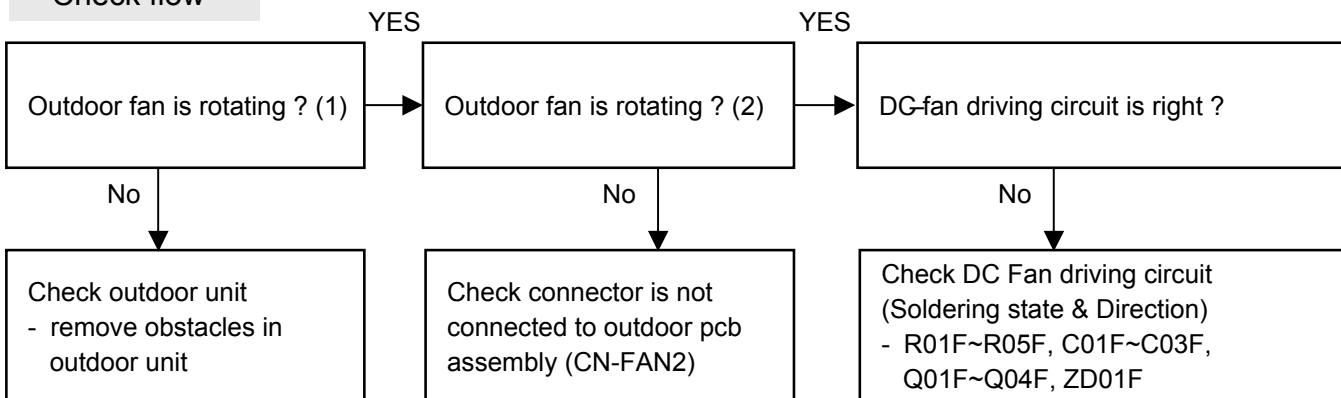 Check flow
YES
YES
Outdoor fan is rotating ? (1)
Outdoor fan is rotating ? (2)
DC-fan driving circuit is right ?
No
No
No
Check outdoor unit
- remove obstacles in
outdoor unit
Check connector is not
connected to outdoor pcb
assembly (CN-FAN2)
Check DC Fan driving circuit
(Soldering state & Direction)
- R01F~R05F, C01F~C03F,
Q01F~Q04F, ZD01F